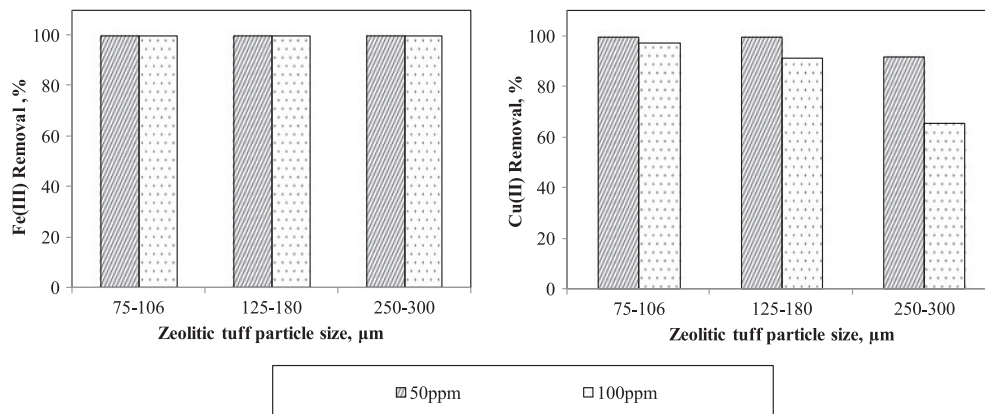 Fe(III) Removal ,%
100
80
60
40
20
0
75-106 125-180 250-300
Zeolitic tuff particle size, µm
Cu(II) Removal, %
100
80
60
40
20
0
75-106 125-180 250-300
Zeolitic tuff particle size, µm
50ppm 100ppm